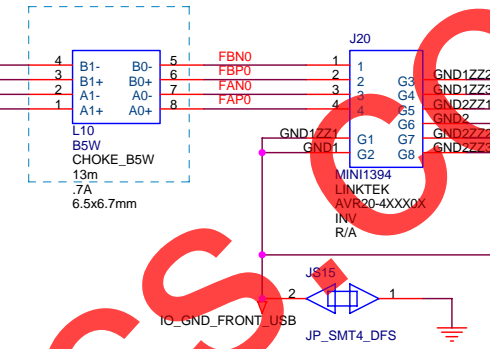 J20
4 B1- B0- 5 FBN0 1 1
3 B1+ B0+ 6 FBP0 2 2 G3 GND1ZZ2
2 A1- A0- 7 FAN0 3 3 G4 GND1ZZ3
1 A1+ A0+ 8 FAP0 4 4 G5 GND2ZZ1
G6 GND2
GND1ZZ1 G1 G7 GND2ZZ2
GND1 G2 G8 GND2ZZ3
L10
B5W
CHOKE_B5W
13m
.7A
6.5x6.7mm
MINI1394
LINKTEK
AVR20-4XXX0X
INV
R/A
JS15
2 1
IO_GND_FRONT_USB
JP_SMT4_DFS